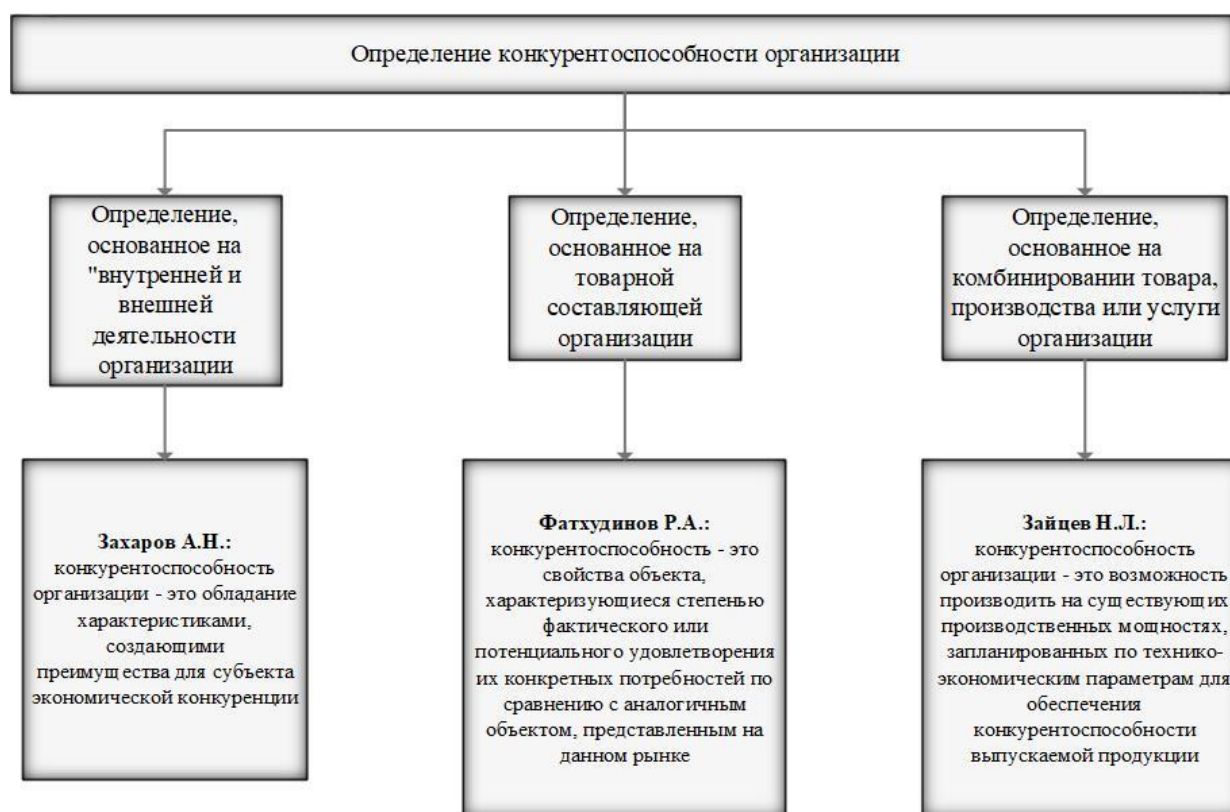 Определение конкурентоспособности организации
Определение,
основанное на
"внутренней и
внешней
деятельности
организации
Определение,
основанное на
товарной
составляющей
организации
Определение,
основанное на
комбинировании товара,
производства или услуги
организации
Захаров А.Н.:
конкурентоспособность
организации - это обладание
характеристиками,
создающими
преимущества для субъекта
экономической конкуренции
Фатхудинов Р.А.:
конкурентоспособность - это
свойства объекта,
характеризующиеся степенью
фактического или
потенциального удовлетворения
их конкретных потребностей по
сравнению с аналогичным
объектом, представленным на
данном рынке
Зайцев Н.Л.:
конкурентоспособность
организации - это возможность
производить на существующих
производственных мощностях,
запланированных по технико-
экономическим параметрам для
обеспечения
конкурентоспособности
выпускаемой продукции